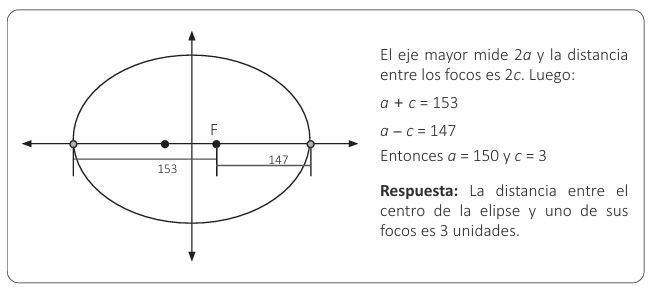 F
153
147
El eje mayor mide 2a y la distancia
entre los focos es 2c. Luego:
a + c = 153
a – c = 147
Entonces a = 150 y c = 3
Respuesta: La distancia entre el
centro de la elipse y uno de sus
focos es 3 unidades.